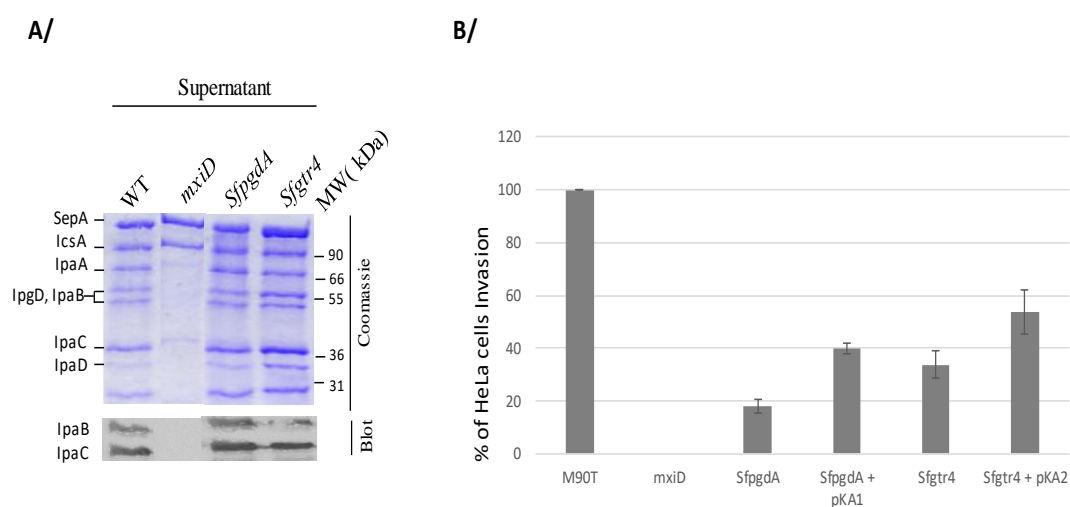 A/
Supernatant
WT
mxiD
SfpgdA
Sfgtr4
MW( kDa)
SepA
IcsA
IpaA
IpgD, IpaB
IpaC
IpaD
90
66
55
36
31
Coomassie
IpaB
IpaC
Blot
B/
% of HeLa cells Invasion
120
100
80
60
40
20
0
M90T
mxiD
SfpgdA
SfpgdA +
pKA1
Sfgtr4
Sfgtr4 + pKA2